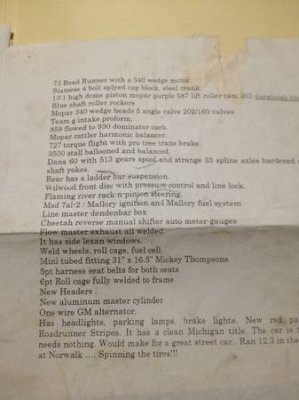 73 Road Runner with a 340 wedge motor.
Siamese 4 bolt splyed cap block, steel crank.
13/1 high dome piston mopar purple 587 lift roller cam 303
Blue shaft roller rockers
Mopar 340 wedge heads 5 angle valve 202/160 valves
Team g intake proform.
859 flowed to 930 dominator carb.
Mopar rattler harmonic balancer.
727 torque flight with pro tree trans brake.
3500 stall ballooned and balanced.
Dana 60 with 513 gears spool and strange 33 spline axles hardened s
shaft yokes.
Rear has a ladder bar suspension.
Wilwood front disc with pressure control and line lock.
Flaming river rack-n-pinion steering.
Msd 7al-2 / Mallory ignition and Mallory fuel system
Line master dendenbar box
Cheetah reverse manual shifter auto meter gauges
Flow master exhaust all welded.
It has side lexan windows.
Weld wheels, roll cage, fuel cell.
Mini tubbed fitting 31" x 16.5" Mickey Thompsons
5pt harness seat belts for both seats
6pt Roll cage fully welded to frame
New Headers .
New aluminum master cylinder
One wire GM alternator.
Has headlights, parking lamps, brake lights. New red pa
Roadrunner Stripes. It has a clean Michigan title. The car is t
needs nothing. Would make for a great street car.. Ran 12.3 in the
at Norwalk .... Spinning the tires!!!